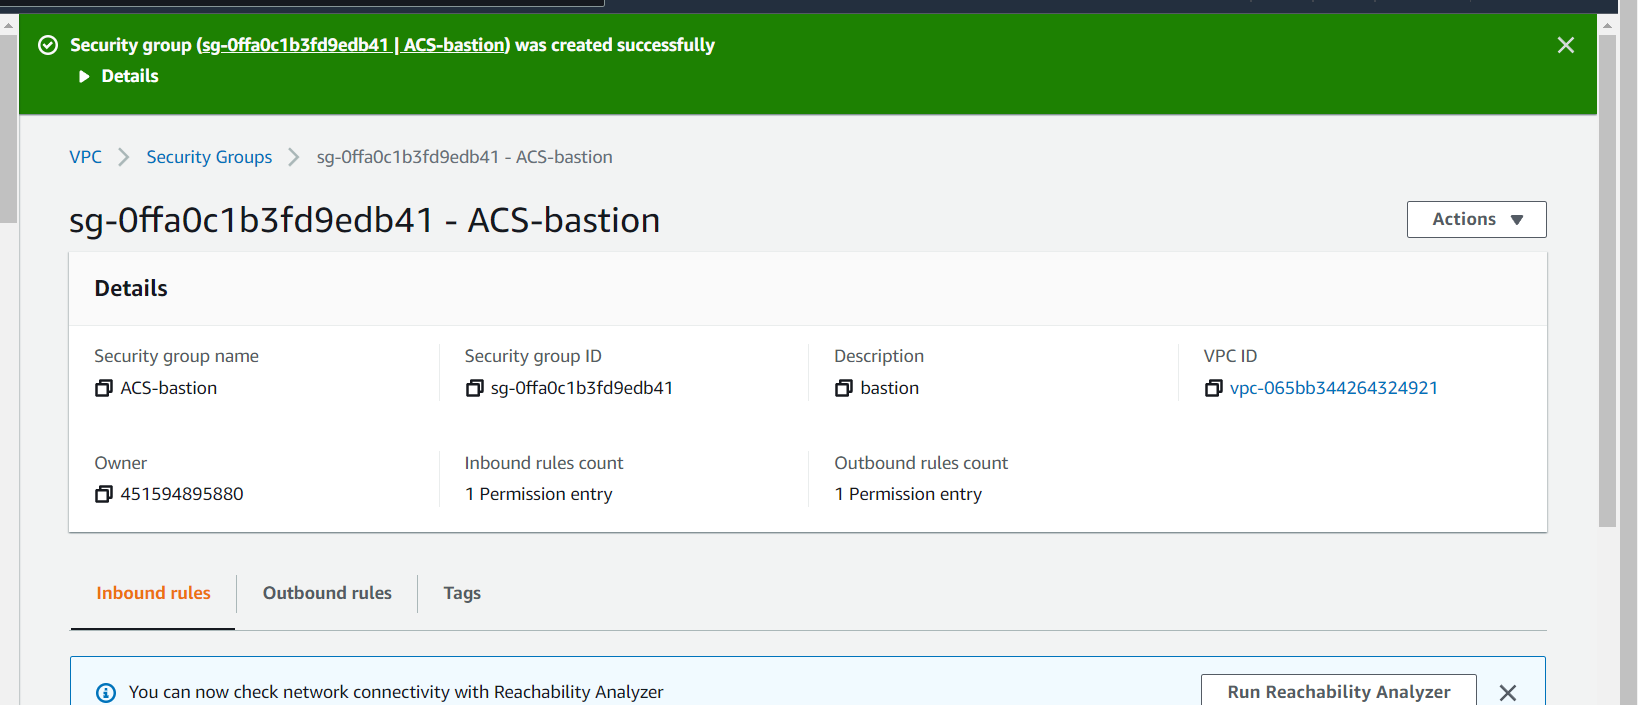 Security group (sg-0ffa0c1b3fd9edb41 | ACS-bastion) was created successfully
Details
VPC > Security Groups > sg-0ffa0c1b3fd9edb41 - ACS-bastion
sg-0ffa0c1b3fd9edb41 - ACS-bastion
Actions
Details
Security group name
ACS-bastion
Security group ID
sg-0ffa0c1b3fd9edb41
Description
bastion
VPC ID
vpc-065bb344264324921
Owner
451594895880
Inbound rules count
1 Permission entry
Outbound rules count
1 Permission entry
Inbound rules
Outbound rules
Tags
You can now check network connectivity with Reachability Analyzer
Run Reachability Analyzer